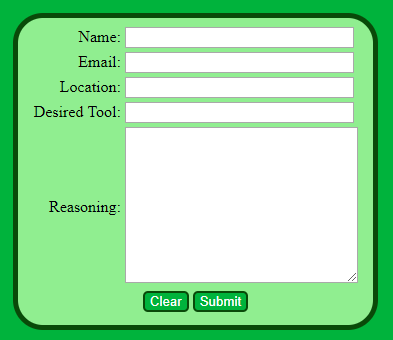 Name:
Email:
Location:
Desired Tool:
Reasoning:
Clear Submit